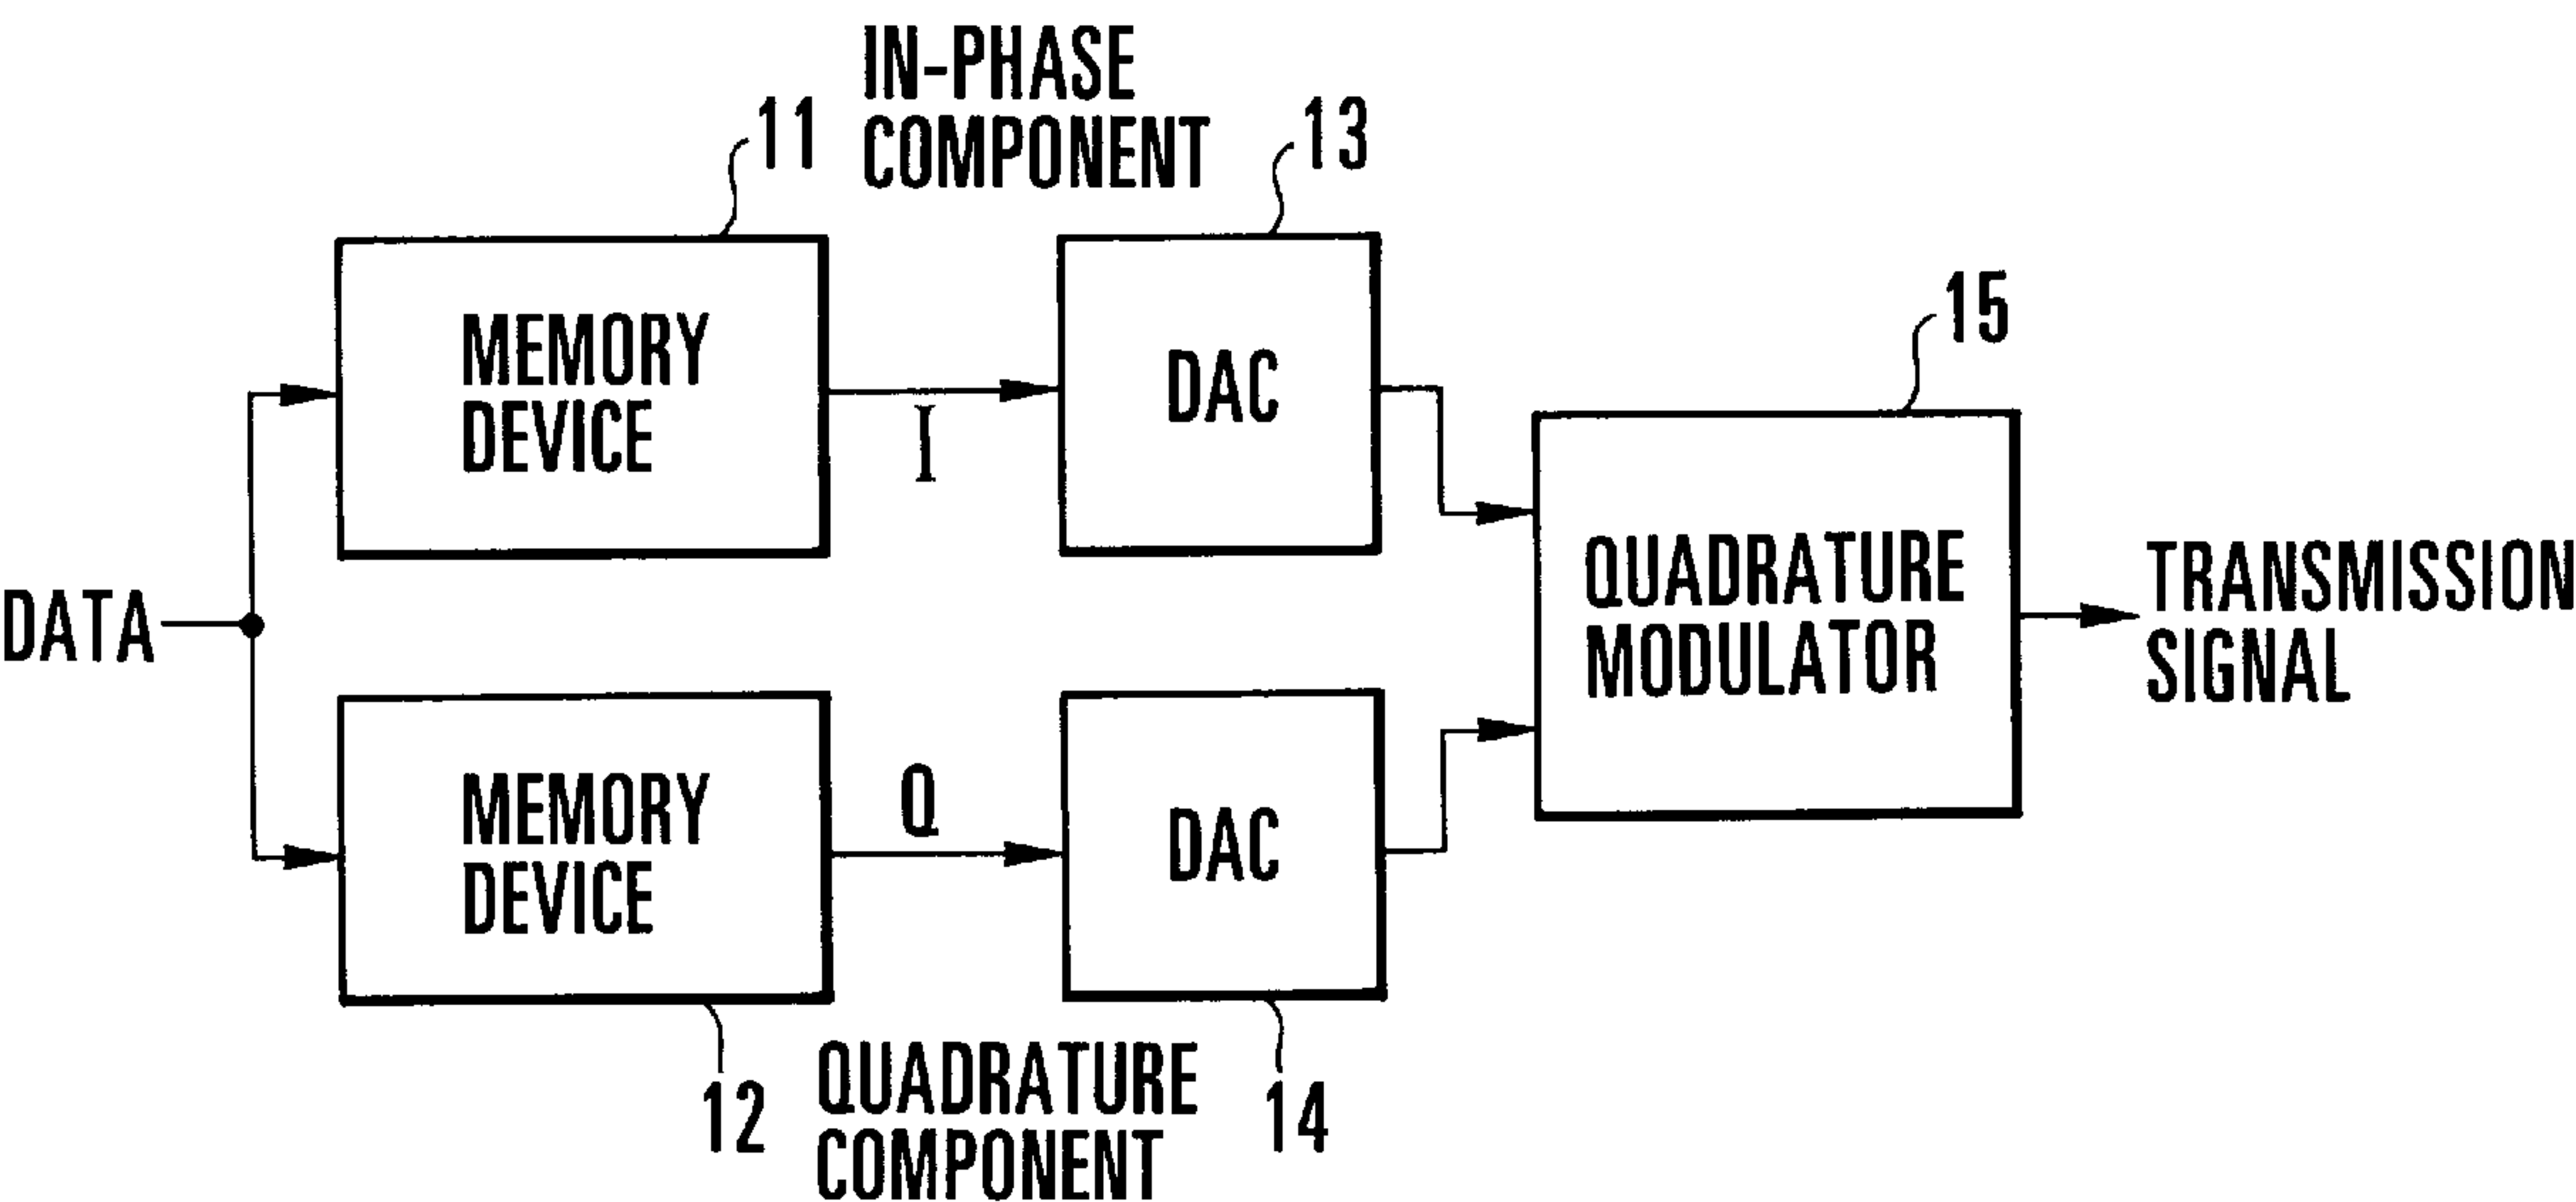 IN-PHASE
COMPONENT
11
13
MEMORY
DEVICE
I
DAC
15
DATA
QUADRATURE
MODULATOR
TRANSMISSION
SIGNAL
MEMORY
DEVICE
Q
DAC
12
QUADRATURE
COMPONENT
14